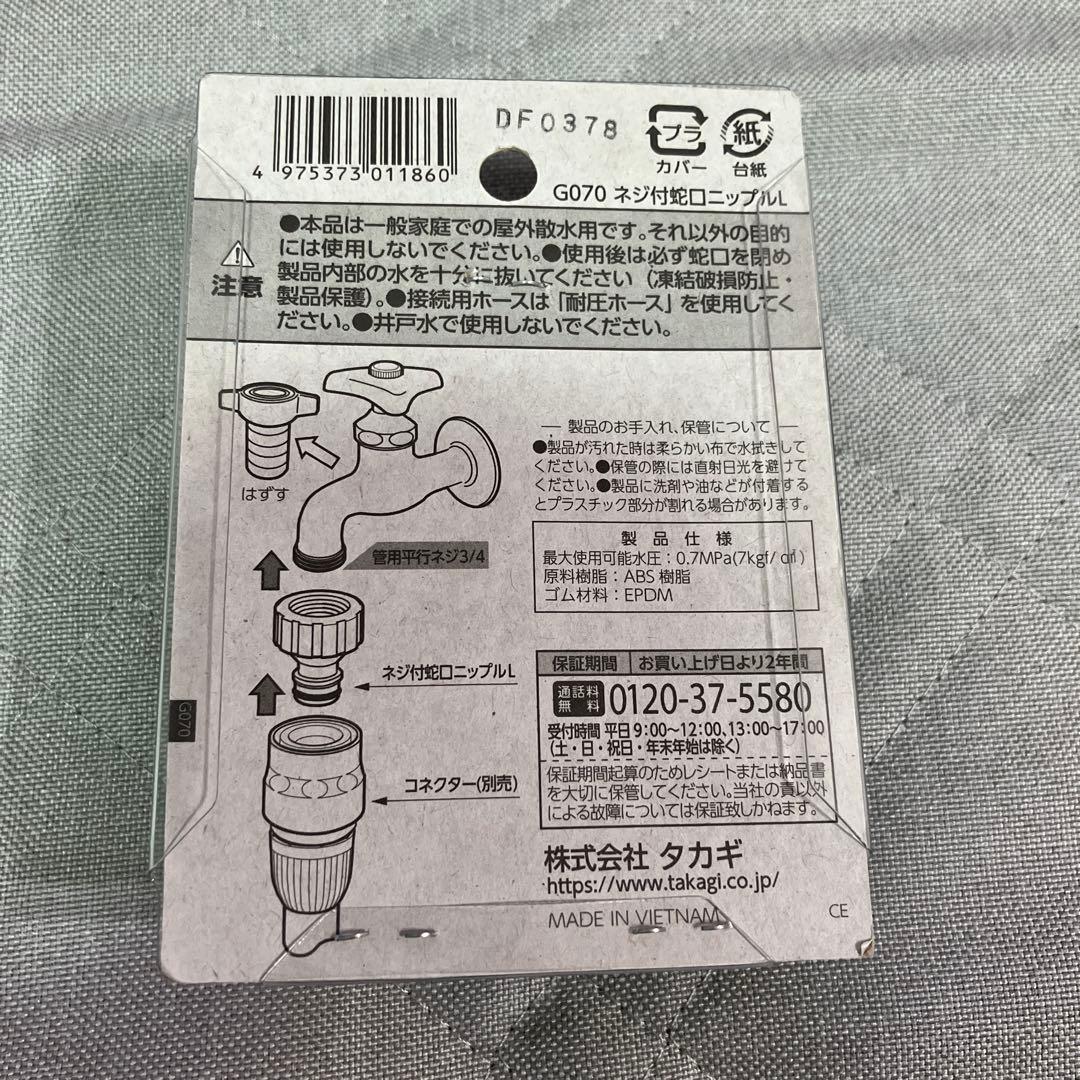 4 975373 011860
DF0378
プラ
カバー
紙
台紙
G070 ネジ付蛇口ニップルL
注意
●本品は一般家庭での屋外散水用です。それ以外の目的
には使用しないでください。●使用後は必ず蛇口を閉め
製品内部の水を十分に抜いてください（凍結破損防止・
製品保護）。●接続用ホースは「耐圧ホース」を使用してく
ださい。●井戸水で使用しないでください。
はずす
管用平行ネジ3/4
ネジ付蛇口ニップルL
コネクター(別売)
G070
製品のお手入れ、保管について
●製品が汚れた時は柔らかい布で水拭きして
ください。●保管の際には直射日光を避けて
ください。●製品に洗剤や油などが付着する
とプラスチック部分が割れる場合があります。
製品仕様
最大使用可能水圧：0.7MPa(7kgf/㎠)
原料樹脂：ABS樹脂
ゴム材料：EPDM
保証期間 お買い上げ日より2年間
通話料無料 0120-37-5580
受付時間 平日9:00～12:00、13:00～17:00
（土・日・祝日・年末年始は除く）
保証期間起算のためレシートまたは納品書
を大切に保管してください。当社の責以外
による故障については保証致しかねます。
株式会社 タカギ
https://www.takagi.co.jp/
MADE IN VIETNAM
CE